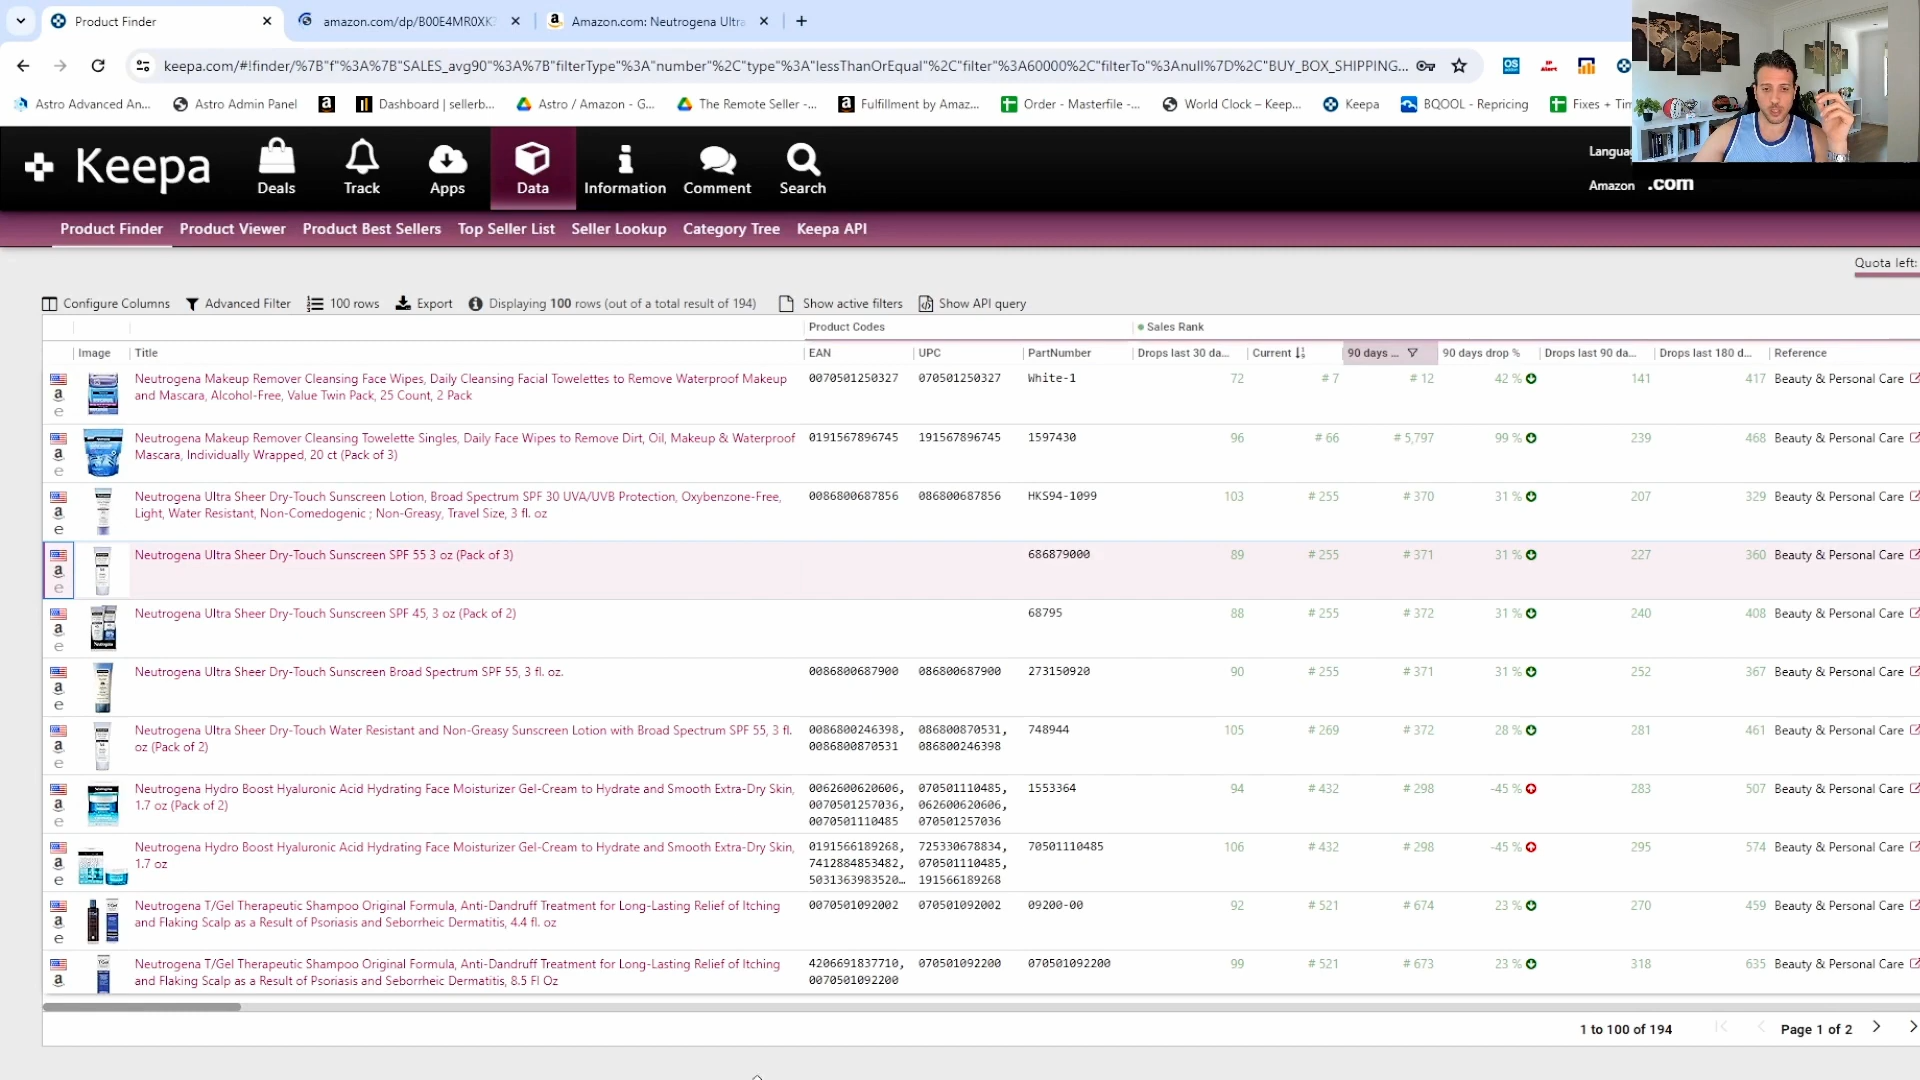 Product Finder
amazon.com/dp/B00E4MR0XK
Amazon.com: Neutrogena Ultra
keepa.com/#!finder/%7B"f"%3A%7B"SALES_avg90"%3A%7B"filterType"%3A"number"%2C"type"%3A"lessThanOrEqual"%2C"filter"%3A60000%2C"filterTo"%3Anull%7D%2C"BUY_BOX_SHIPPING...
Astro Advanced An...
Astro Admin Panel
Dashboard | sellerb...
Astro / Amazon - G...
The Remote Seller -...
Fulfillment by Amaz...
Order - Masterfile -...
World Clock – Keep...
Keepa
BQOOL - Repricing
Fixes + Tim
Keepa
Deals
Track
Apps
Data
Information
Comment
Search
Amazon .com
Product Finder
Product Viewer
Product Best Sellers
Top Seller List
Seller Lookup
Category Tree
Keepa API
Quota left:
Configure Columns
Advanced Filter
100 rows
Export
Displaying 100 rows (out of a total result of 194)
Show active filters
Show API query
Product Codes
Sales Rank
Image
Title
EAN
UPC
PartNumber
Drops last 30 da...
Current
90 days ...
90 days drop %
Drops last 90 da...
Drops last 180 d...
Reference
Neutrogena Makeup Remover Cleansing Face Wipes, Daily Cleansing Facial Towelettes to Remove Waterproof Makeup
and Mascara, Alcohol-Free, Value Twin Pack, 25 Count, 2 Pack
0070501250327 070501250327 White-1 72 # 7 # 12 42 % 141 417 Beauty & Personal Care
Neutrogena Makeup Remover Cleansing Towelette Singles, Daily Face Wipes to Remove Dirt, Oil, Makeup & Waterproof
Mascara, Individually Wrapped, 20 ct (Pack of 3)
0191567896745 191567896745 1597430 96 # 66 # 5,797 99 % 239 468 Beauty & Personal Care
Neutrogena Ultra Sheer Dry-Touch Sunscreen Lotion, Broad Spectrum SPF 30 UVA/UVB Protection, Oxybenzone-Free,
Light, Water Resistant, Non-Comedogenic ; Non-Greasy, Travel Size, 3 fl. oz
0086800687856 086800687856 HKS94-1099 103 # 255 # 370 31 % 207 329 Beauty & Personal Care
Neutrogena Ultra Sheer Dry-Touch Sunscreen SPF 55 3 oz (Pack of 3)
686879000 89 # 255 # 371 31 % 227 360 Beauty & Personal Care
Neutrogena Ultra Sheer Dry-Touch Sunscreen SPF 45, 3 oz (Pack of 2)
68795 88 # 255 # 372 31 % 240 408 Beauty & Personal Care
Neutrogena Ultra Sheer Dry-Touch Sunscreen Broad Spectrum SPF 55, 3 fl. oz.
0086800687900 086800687900 273150920 90 # 255 # 371 31 % 252 367 Beauty & Personal Care
Neutrogena Ultra Sheer Dry-Touch Water Resistant and Non-Greasy Sunscreen Lotion with Broad Spectrum SPF 55, 3 fl.
oz (Pack of 2)
0086800246398, 086800870531, 748944 105 # 269 # 372 28 % 281 461 Beauty & Personal Care
0086800870531 086800246398
Neutrogena Hydro Boost Hyaluronic Acid Hydrating Face Moisturizer Gel-Cream to Hydrate and Smooth Extra-Dry Skin,
1.7 oz (Pack of 2)
0062600620606, 070501110485, 1553364 94 # 432 # 298 -45 % 283 507 Beauty & Personal Care
0070501257036, 062600620606,
0070501110485 070501257036
Neutrogena Hydro Boost Hyaluronic Acid Hydrating Face Moisturizer Gel-Cream to Hydrate and Smooth Extra-Dry Skin,
1.7 oz
0191566189268, 725330678834, 70501110485 106 # 432 # 298 -45 % 295 574 Beauty & Personal Care
7412884853482, 070501110485,
5031363983520... 191566189268
Neutrogena T/Gel Therapeutic Shampoo Original Formula, Anti-Dandruff Treatment for Long-Lasting Relief of Itching
and Flaking Scalp as a Result of Psoriasis and Seborrheic Dermatitis, 4.4 fl. oz
0070501092002 070501092002 09200-00 92 # 521 # 674 23 % 270 459 Beauty & Personal Care
Neutrogena T/Gel Therapeutic Shampoo Original Formula, Anti-Dandruff Treatment for Long-Lasting Relief of Itching
and Flaking Scalp as a Result of Psoriasis and Seborrheic Dermatitis, 8.5 Fl Oz
4206691837710, 070501092200 070501092200 99 # 521 # 673 23 % 318 635 Beauty & Personal Care
0070501092200
1 to 100 of 194
Page 1 of 2